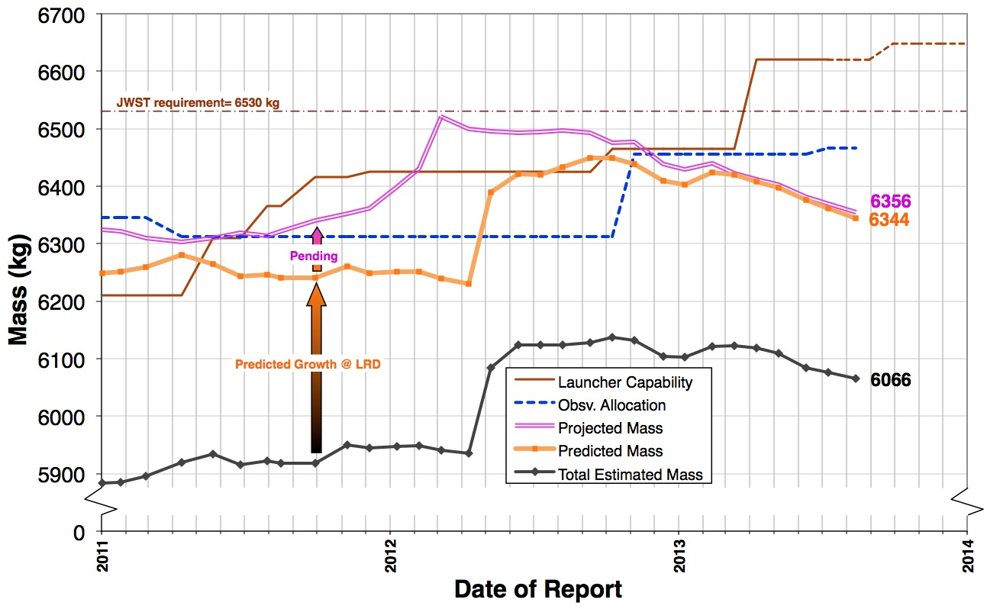 6700
6600
6500
6400
6300
6200
6100
6000
5900
0
Mass (kg)
JWST requirement= 6530 kg
Pending
Predicted Growth @ LRD
6356
6344
6066
Launcher Capability
Obsv. Allocation
Projected Mass
Predicted Mass
Total Estimated Mass
2011
2012
2013
2014
Date of Report